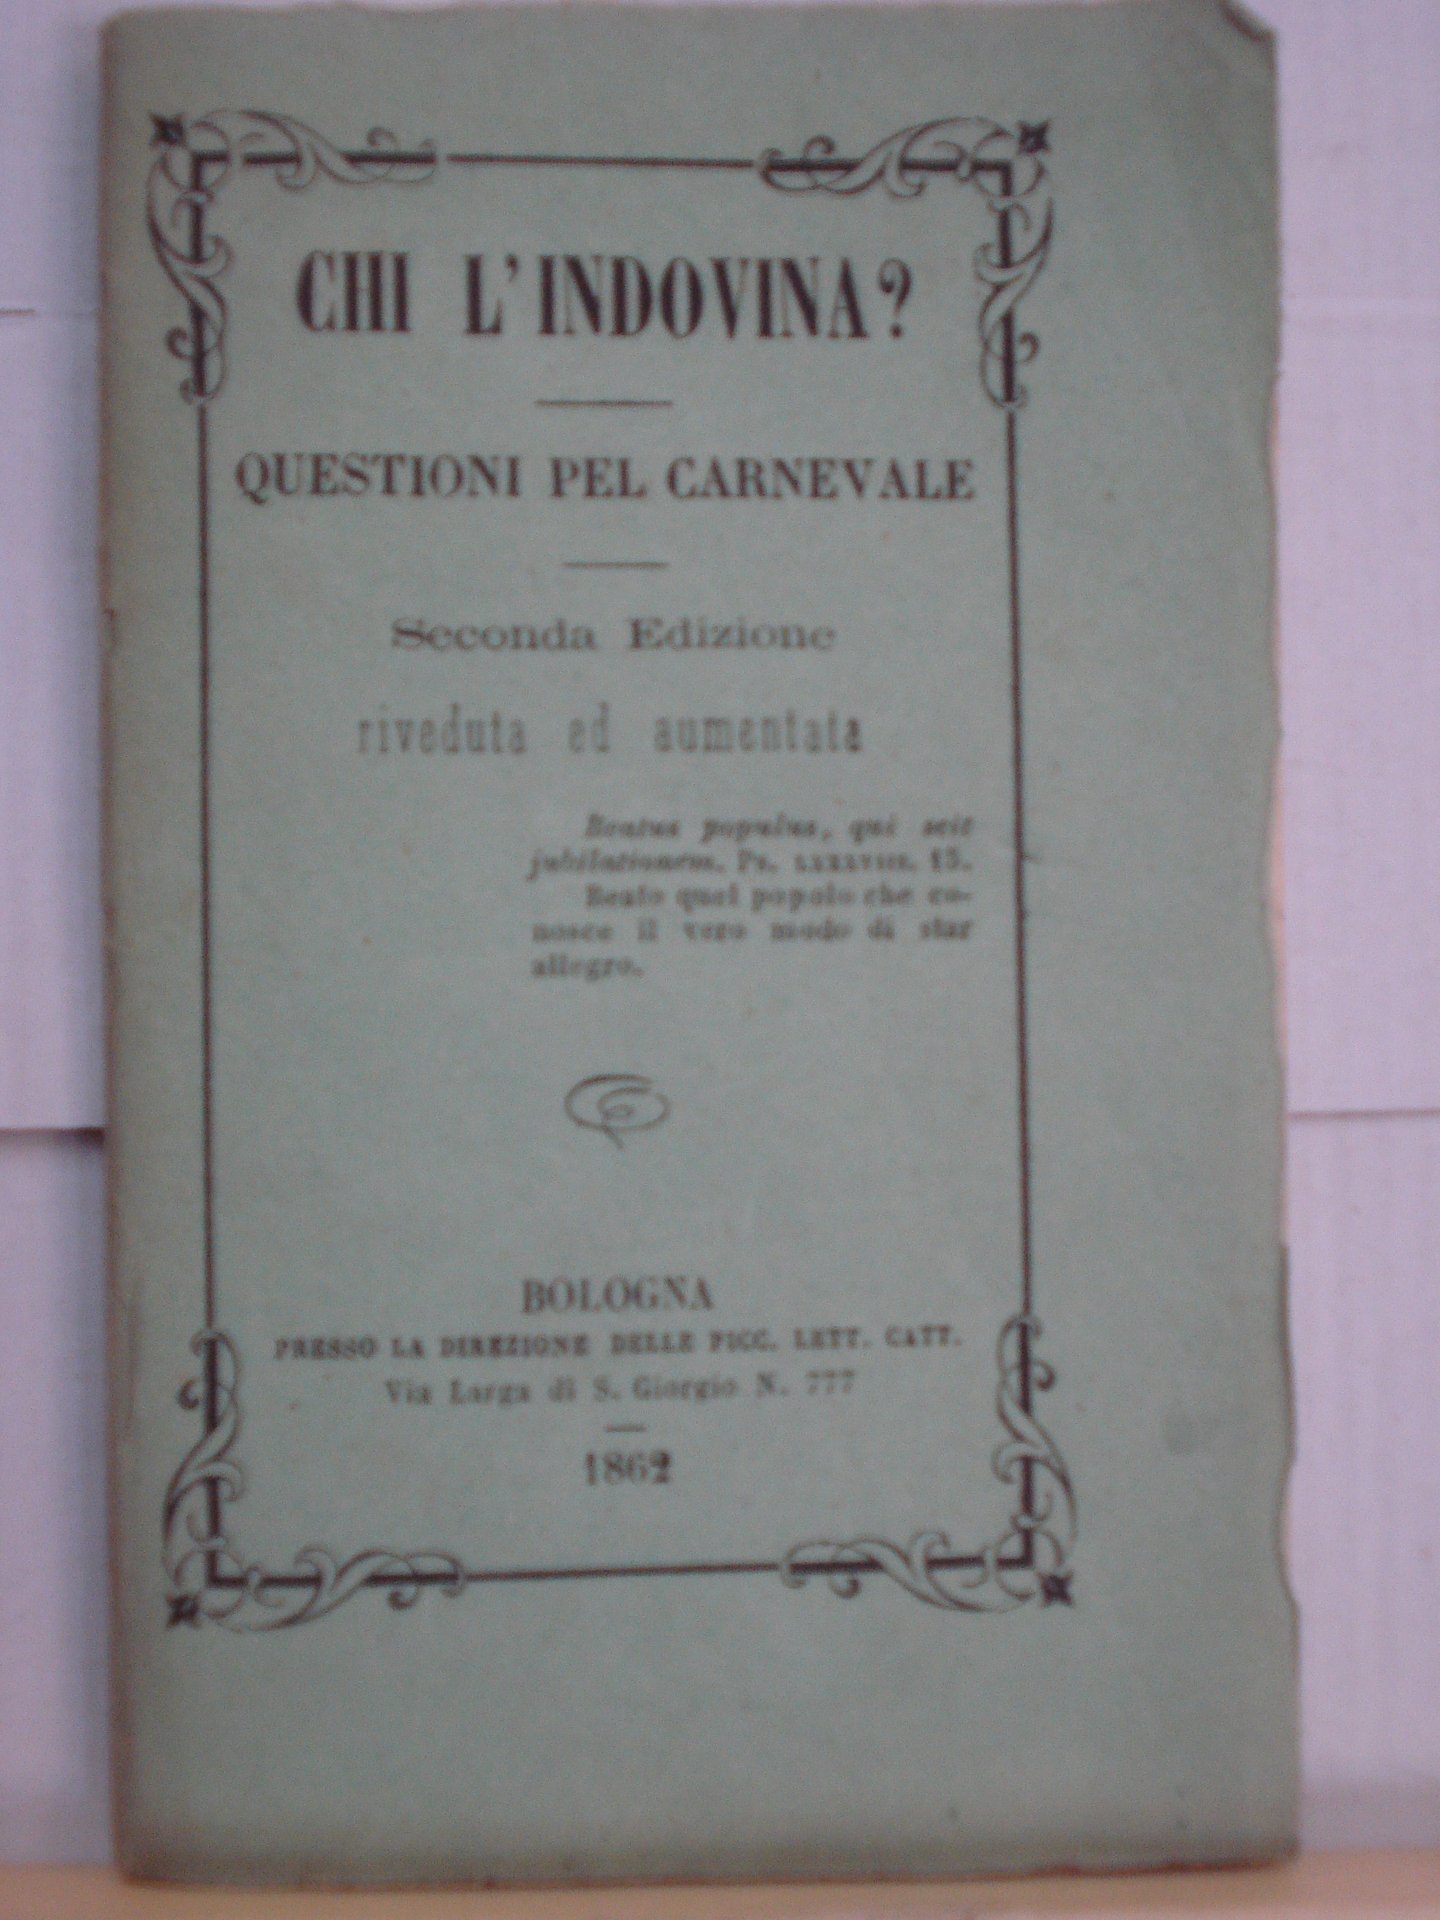 CHI L'INDOVINA?
QUESTIONI PEL CARNEVALE
Seconda Edizione
riveduta ed aumentata
Beatus populus, qui scit
jubilationem. Ps. LXXXVIII. 15.
Beato quel popolo che co-
nosce il vero modo di star
allegro.
BOLOGNA
PRESSO LA DIREZIONE DELLE PICC. LETT. CATT.
Via Larga di S. Giorgio N. 777
1862